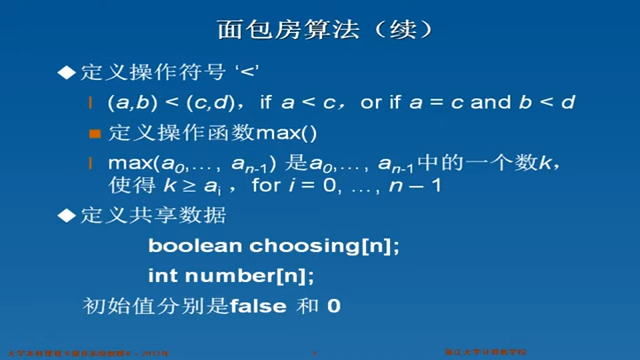 面包房算法（续）
定义操作符号 ‘<’
(a,b) < (c,d)，if a < c，or if a = c and b < d
定义操作函数max()
max(a0,…, an-1) 是a0,…, an-1中的一个数k，
使得 k ≥ ai ，for i = 0, …, n – 1
定义共享数据
boolean choosing[n];
int number[n];
初始值分别是false 和 0